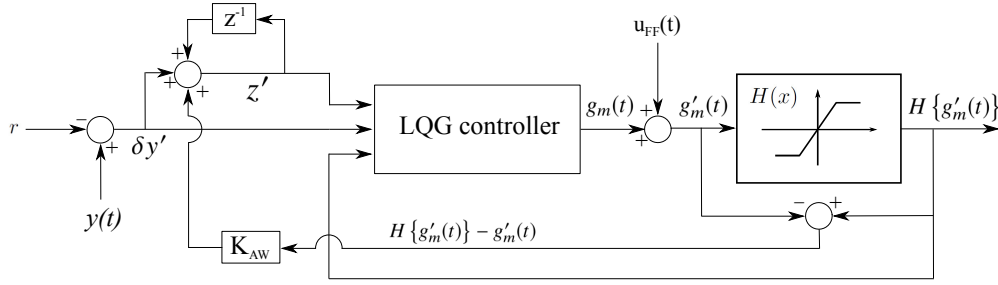 z⁻¹
u_FF(t)
+
+
+
z′
H(x)
LQG controller
g_m(t)
+
+
g′_m(t)
H {g′_m(t)}
r
−
+
δy′
y(t)
−
+
K_AW
H {g′_m(t)} − g′_m(t)